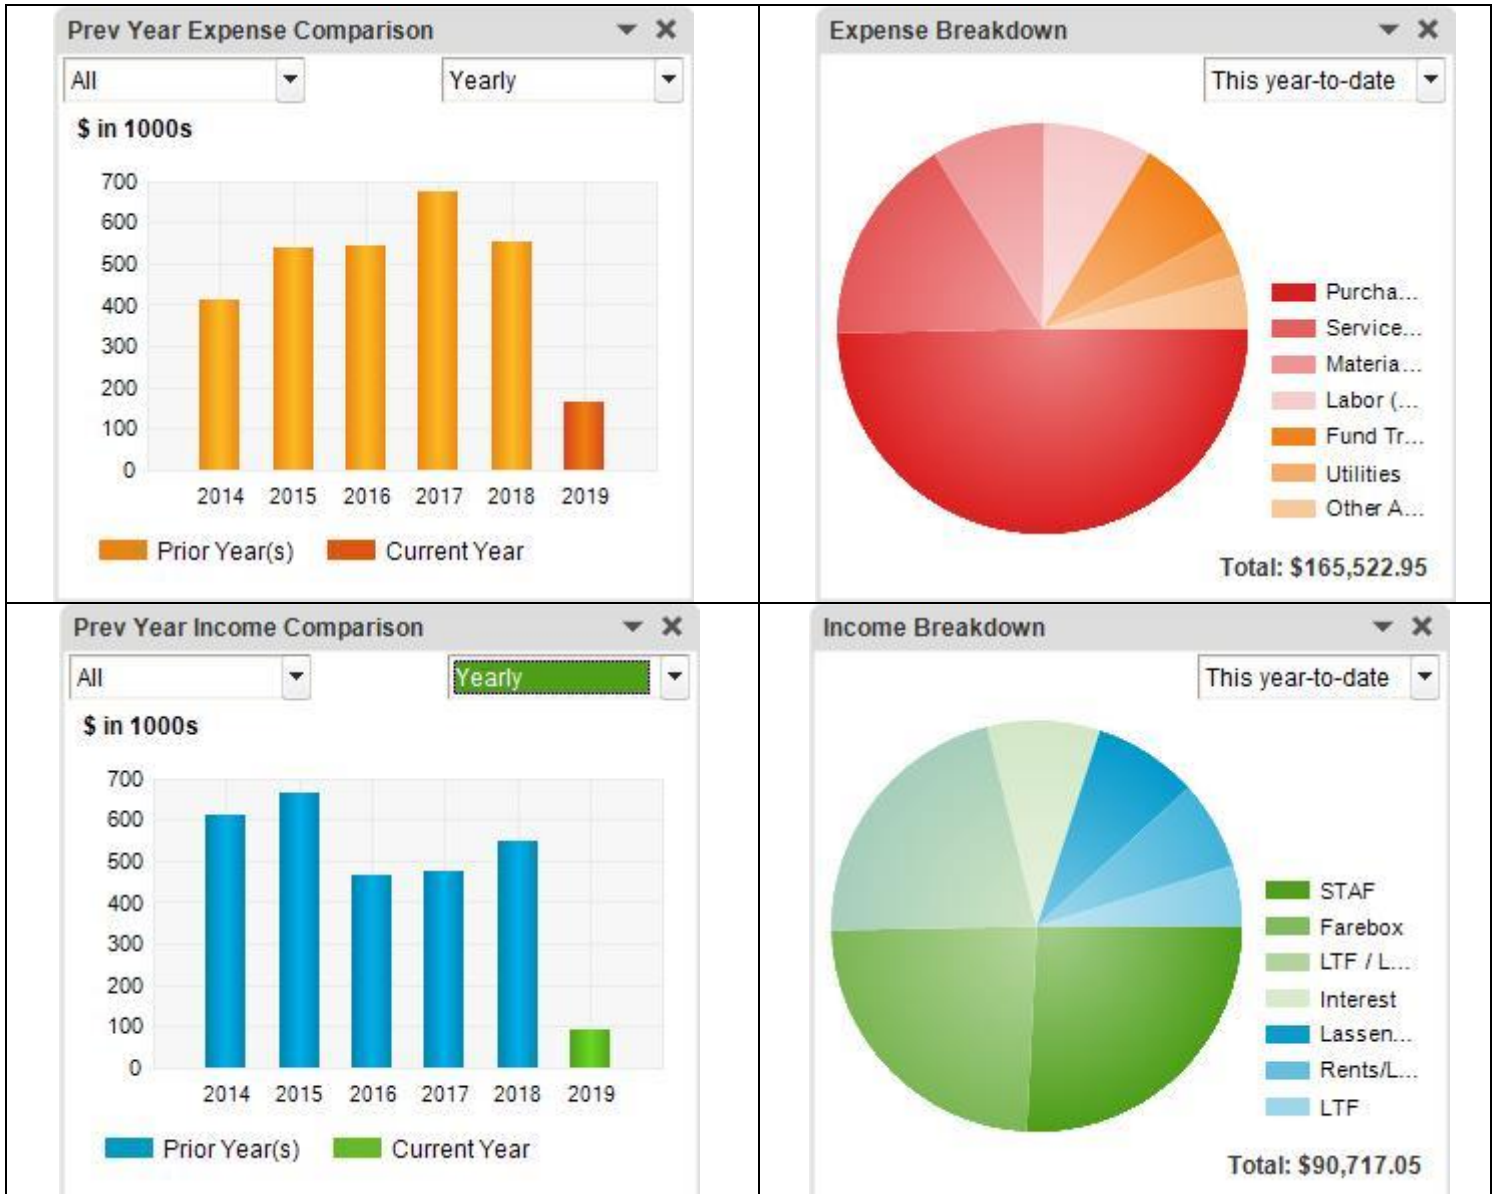 Prev Year Expense Comparison
All
Yearly
$ in 1000s
700
600
500
400
300
200
100
0
2014 2015 2016 2017 2018 2019
Prior Year(s) Current Year
Expense Breakdown
This year-to-date
Purcha...
Service...
Materia...
Labor (...
Fund Tr...
Utilities
Other A...
Total: $165,522.95
Prev Year Income Comparison
All
Yearly
$ in 1000s
700
600
500
400
300
200
100
0
2014 2015 2016 2017 2018 2019
Prior Year(s) Current Year
Income Breakdown
This year-to-date
STAF
Farebox
LTF / L...
Interest
Lassen...
Rents/L...
LTF
Total: $90,717.05